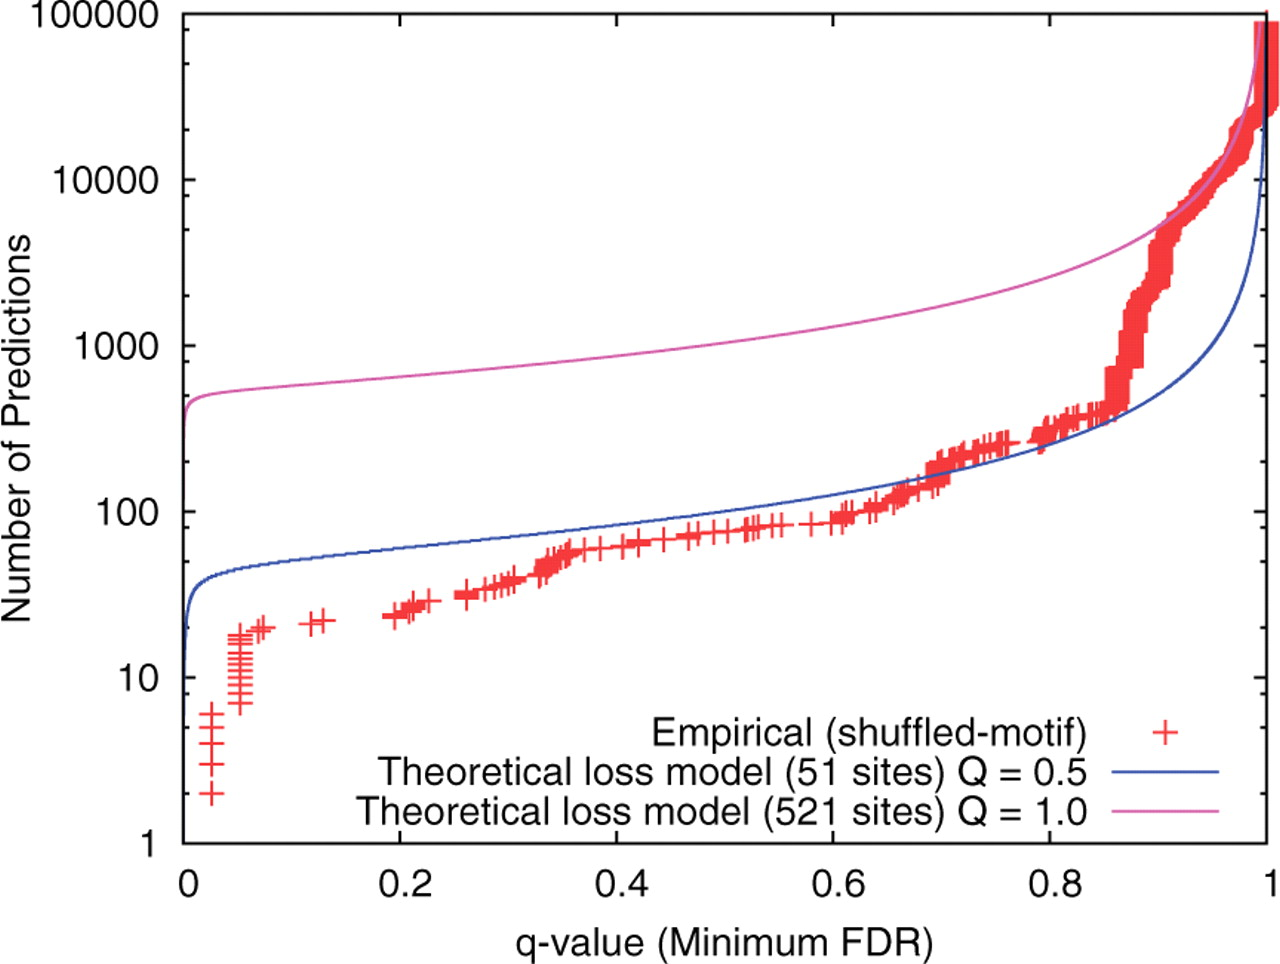 100000
10000
1000
100
10
1
Number of Predictions
Empirical (shuffled-motif)
Theoretical loss model (51 sites) Q = 0.5
Theoretical loss model (521 sites) Q = 1.0
0 0.2 0.4 0.6 0.8 1
q-value (Minimum FDR)